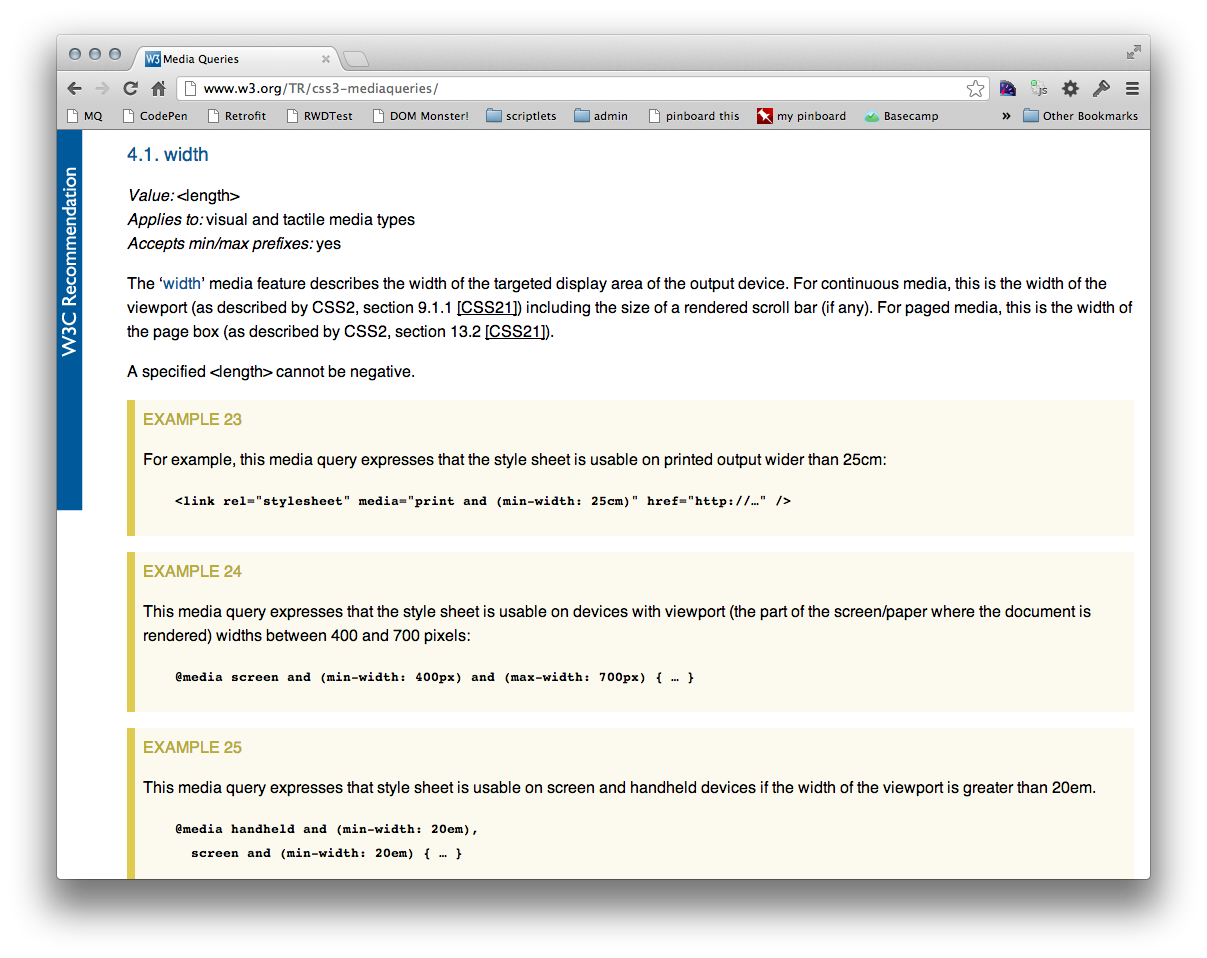 W3 Media Queries
www.w3.org/TR/css3-mediaqueries/
js
MQ CodePen Retrofit RWDTest DOM Monster! scriptlets admin pinboard this my pinboard Basecamp » Other Bookmarks
W3C Recommendation
4.1. width
Value: <length>
Applies to: visual and tactile media types
Accepts min/max prefixes: yes
The ‘width’ media feature describes the width of the targeted display area of the output device. For continuous media, this is the width of the
viewport (as described by CSS2, section 9.1.1 [CSS21]) including the size of a rendered scroll bar (if any). For paged media, this is the width of
the page box (as described by CSS2, section 13.2 [CSS21]).
A specified <length> cannot be negative.
EXAMPLE 23
For example, this media query expresses that the style sheet is usable on printed output wider than 25cm:
<link rel="stylesheet" media="print and (min-width: 25cm)" href="http://…" />
EXAMPLE 24
This media query expresses that the style sheet is usable on devices with viewport (the part of the screen/paper where the document is
rendered) widths between 400 and 700 pixels:
@media screen and (min-width: 400px) and (max-width: 700px) { … }
EXAMPLE 25
This media query expresses that style sheet is usable on screen and handheld devices if the width of the viewport is greater than 20em.
@media handheld and (min-width: 20em),
screen and (min-width: 20em) { … }